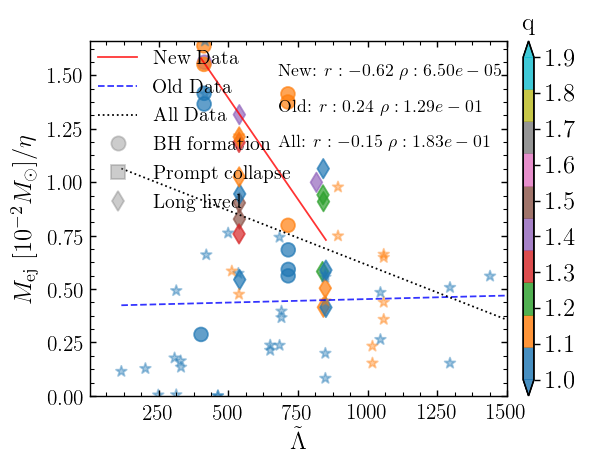 q
New Data
Old Data
All Data
BH formation
Prompt collapse
Long lived
New: r : −0.62 ρ : 6.50e − 05
Old: r : 0.24 ρ : 1.29e − 01
All: r : −0.15 ρ : 1.83e − 01
M_ej [10^−2 M_⊙]/η
1.50
1.25
1.00
0.75
0.50
0.25
0.00
250 500 750 1000 1250 1500
Λ̃
1.9
1.8
1.7
1.6
1.5
1.4
1.3
1.2
1.1
1.0